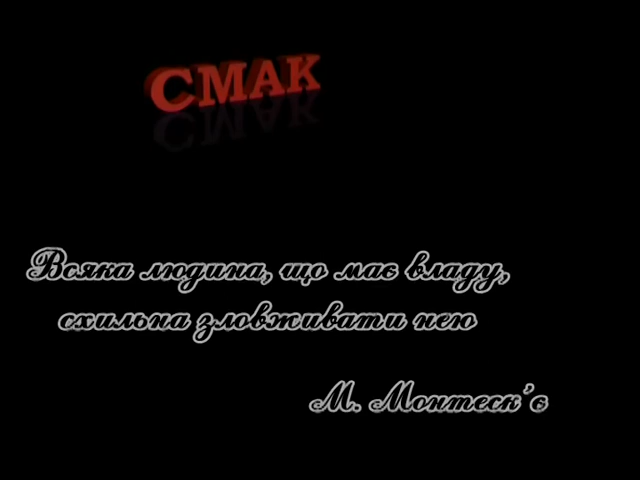 СМАК
Всяка людина, що має владу,
схильна зловживати нею
М. Монтеск'є